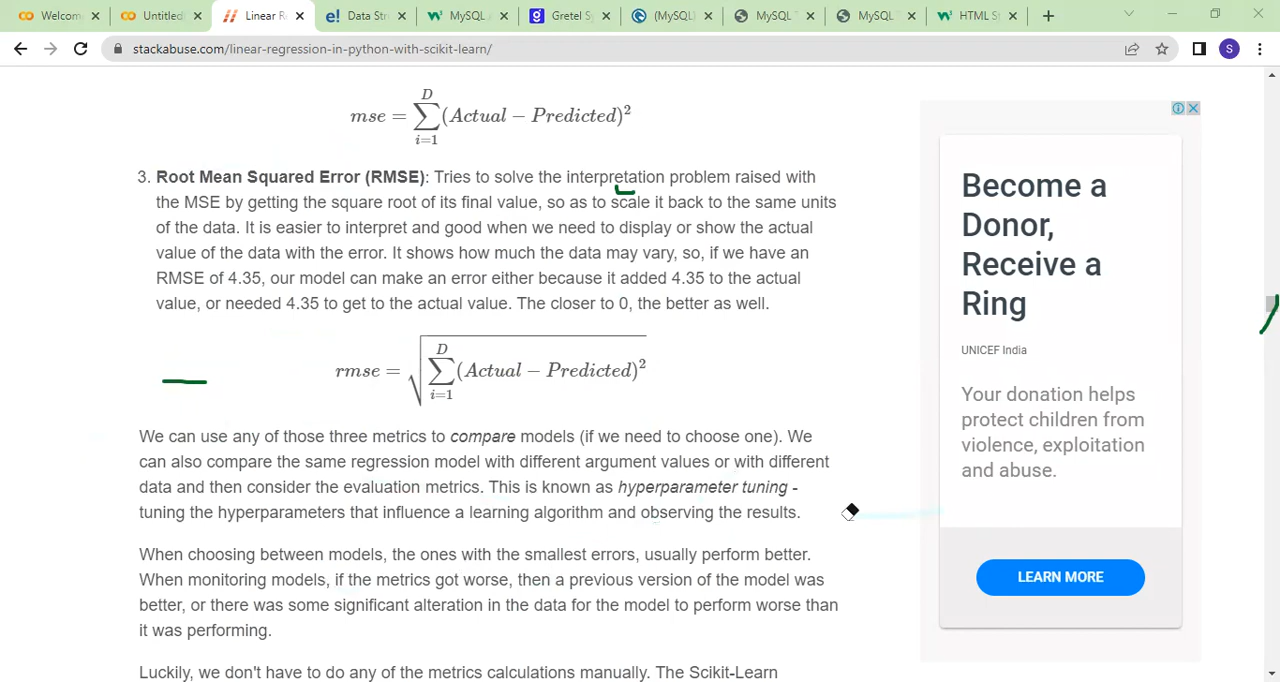 Welcom
Untitled
Linear R
Data Str
MySQL
Gretel Sy
(MySQL
MySQL
MySQL
HTML S
stackabuse.com/linear-regression-in-python-with-scikit-learn/
S
mse = ∑ᵢ₌₁ᴰ (Actual − Predicted)²
3. Root Mean Squared Error (RMSE): Tries to solve the interpretation problem raised with
the MSE by getting the square root of its final value, so as to scale it back to the same units
of the data. It is easier to interpret and good when we need to display or show the actual
value of the data with the error. It shows how much the data may vary, so, if we have an
RMSE of 4.35, our model can make an error either because it added 4.35 to the actual
value, or needed 4.35 to get to the actual value. The closer to 0, the better as well.
rmse = √∑ᵢ₌₁ᴰ (Actual − Predicted)²
We can use any of those three metrics to compare models (if we need to choose one). We
can also compare the same regression model with different argument values or with different
data and then consider the evaluation metrics. This is known as hyperparameter tuning -
tuning the hyperparameters that influence a learning algorithm and observing the results.
When choosing between models, the ones with the smallest errors, usually perform better.
When monitoring models, if the metrics got worse, then a previous version of the model was
better, or there was some significant alteration in the data for the model to perform worse than
it was performing.
Luckily, we don't have to do any of the metrics calculations manually. The Scikit-Learn
Become a
Donor,
Receive a
Ring
UNICEF India
Your donation helps
protect children from
violence, exploitation
and abuse.
LEARN MORE